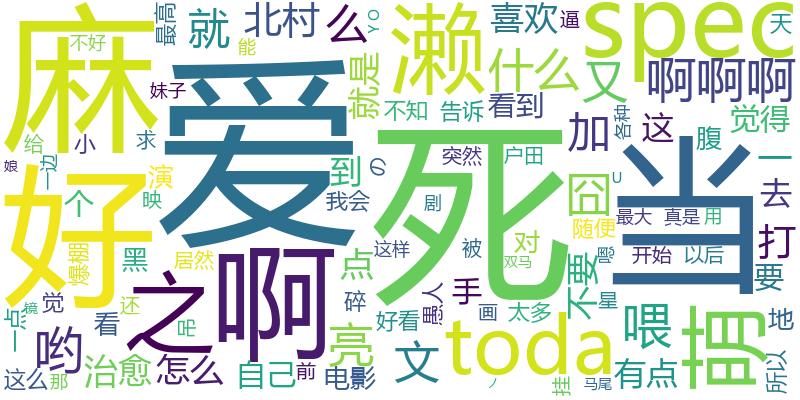 麻
最高
就
北村
么
Y O
濑
喜欢
逼
spec
天
不好
能
妹子
爱
就是
什么
又
啊啊啊
不知
告诉
看到
各种
给
小
求
死
加
这
腹
觉得
娘
一边
好
演
到
の
突然
户田
当
一
个
映
我会
剧
囧
U
去
随便
最大
真是
用
打
爆棚
黑
居然
之
啊
点
这样
被
对
双马
不要
开始
以后
要
一点
觉
还
吊
碎
愚人
手
画
太多
星
地
镜
哟
看
亮
好看
toda
喂
萌
这么
那
治愈
怎么
自己
前
电影
文
ノ
挂
马尾
有点
所以